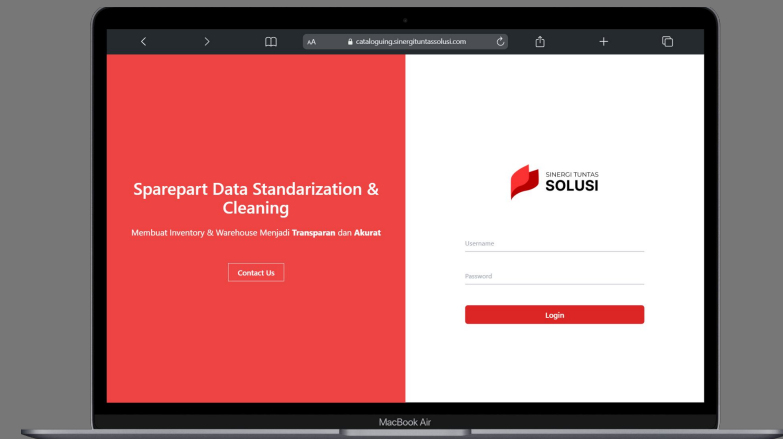 AA
cataloguing.sinergituntassolusi.com
Sparepart Data Standarization &
Cleaning
Membuat Inventory & Warehouse Menjadi Transparan dan Akurat
Contact Us
SINERGI TUNTAS
SOLUSI
Username
Password
Login
MacBook Air